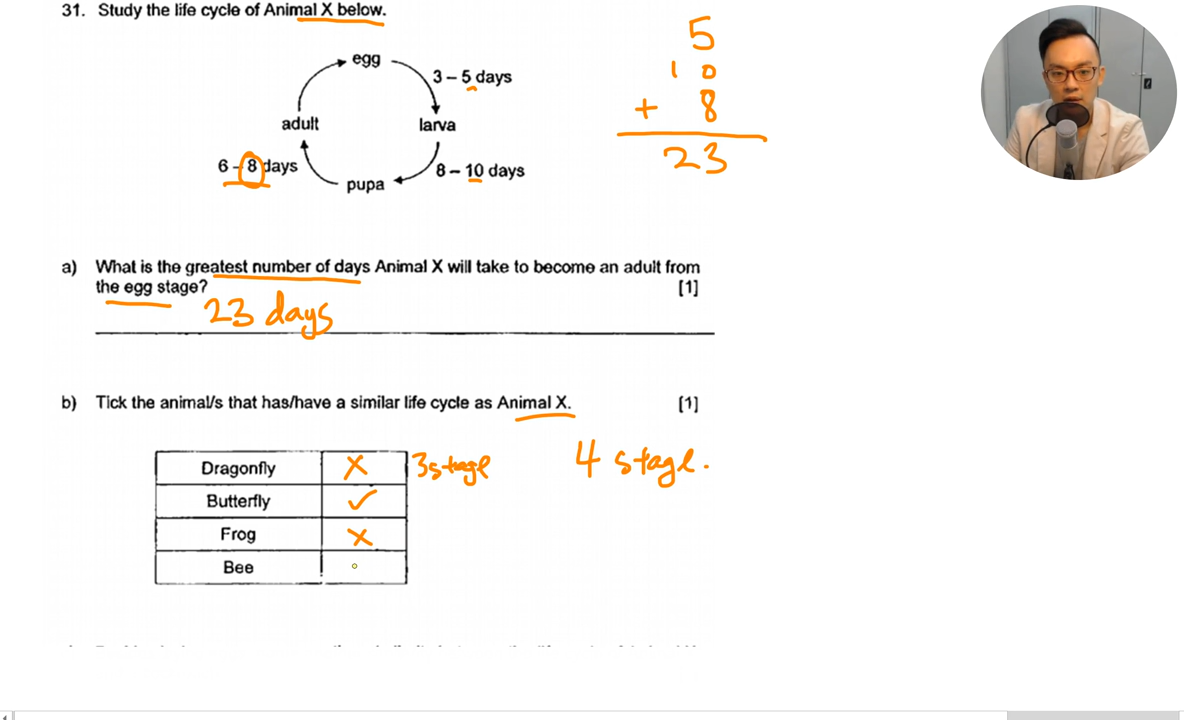 31. Study the life cycle of Animal X below.
egg
3 – 5 days
adult
larva
6 – 8 days
8 – 10 days
pupa
5
10
+ 8
23
a) What is the greatest number of days Animal X will take to become an adult from
the egg stage? [1]
23 days
b) Tick the animal/s that has/have a similar life cycle as Animal X. [1]
Dragonfly ✗ 3 stage 4 stage.
Butterfly ✓
Frog ✗
Bee